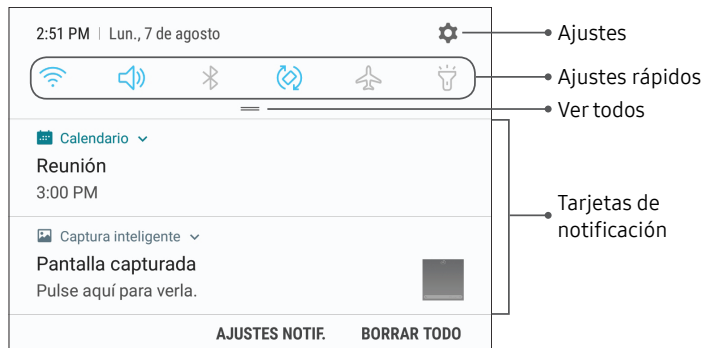 2:51 PM | Lun., 7 de agosto
Ajustes
Ajustes rápidos
Ver todos
Calendario
Reunión
3:00 PM
Tarjetas de
notificación
Captura inteligente
Pantalla capturada
Pulse aquí para verla.
AJUSTES NOTIF. BORRAR TODO